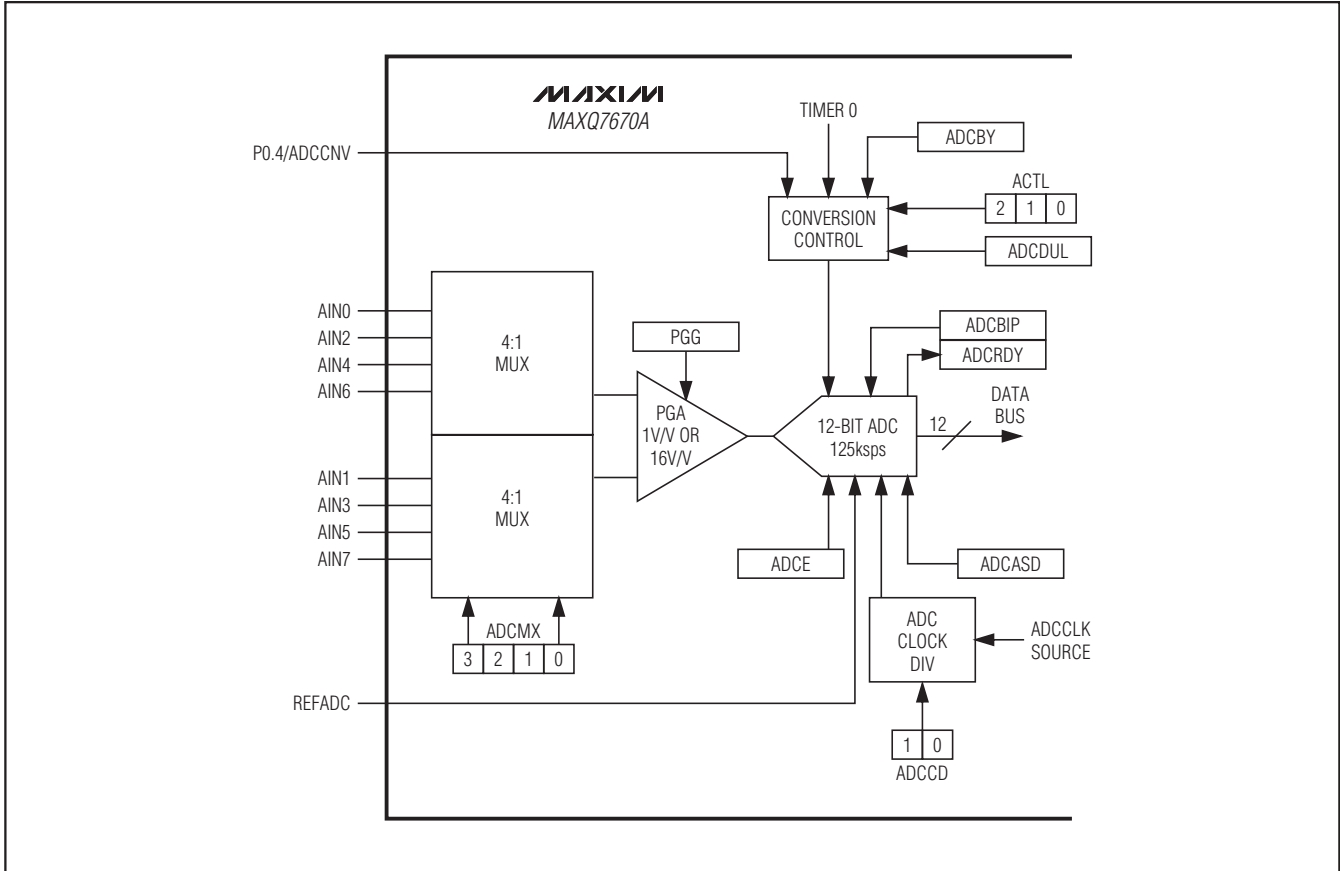 MAXIM
MAXQ7670A
TIMER 0
ADCBY
P0.4/ADCCNV
ACTL
2 1 0
CONVERSION
CONTROL
ADCDUL
AIN0
AIN2
AIN4
AIN6
4:1
MUX
PGG
ADCBIP
ADCRDY
DATA
BUS
PGA
1V/V OR
16V/V
12-BIT ADC
125ksps
12
AIN1
AIN3
AIN5
AIN7
4:1
MUX
ADCE
ADCASD
ADCMX
3 2 1 0
ADC
CLOCK
DIV
ADCCLK
SOURCE
REFADC
1 0
ADCCD